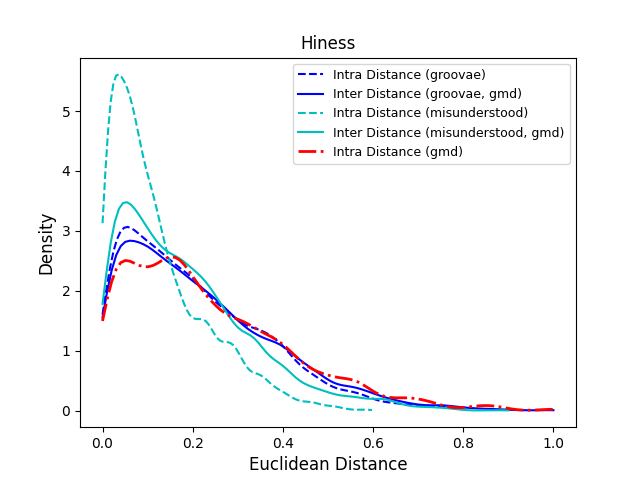 Hiness
Intra Distance (groovae)
Inter Distance (groovae, gmd)
Intra Distance (misunderstood)
Inter Distance (misunderstood, gmd)
Intra Distance (gmd)
Density
5
4
3
2
1
0
0.0 0.2 0.4 0.6 0.8 1.0
Euclidean Distance